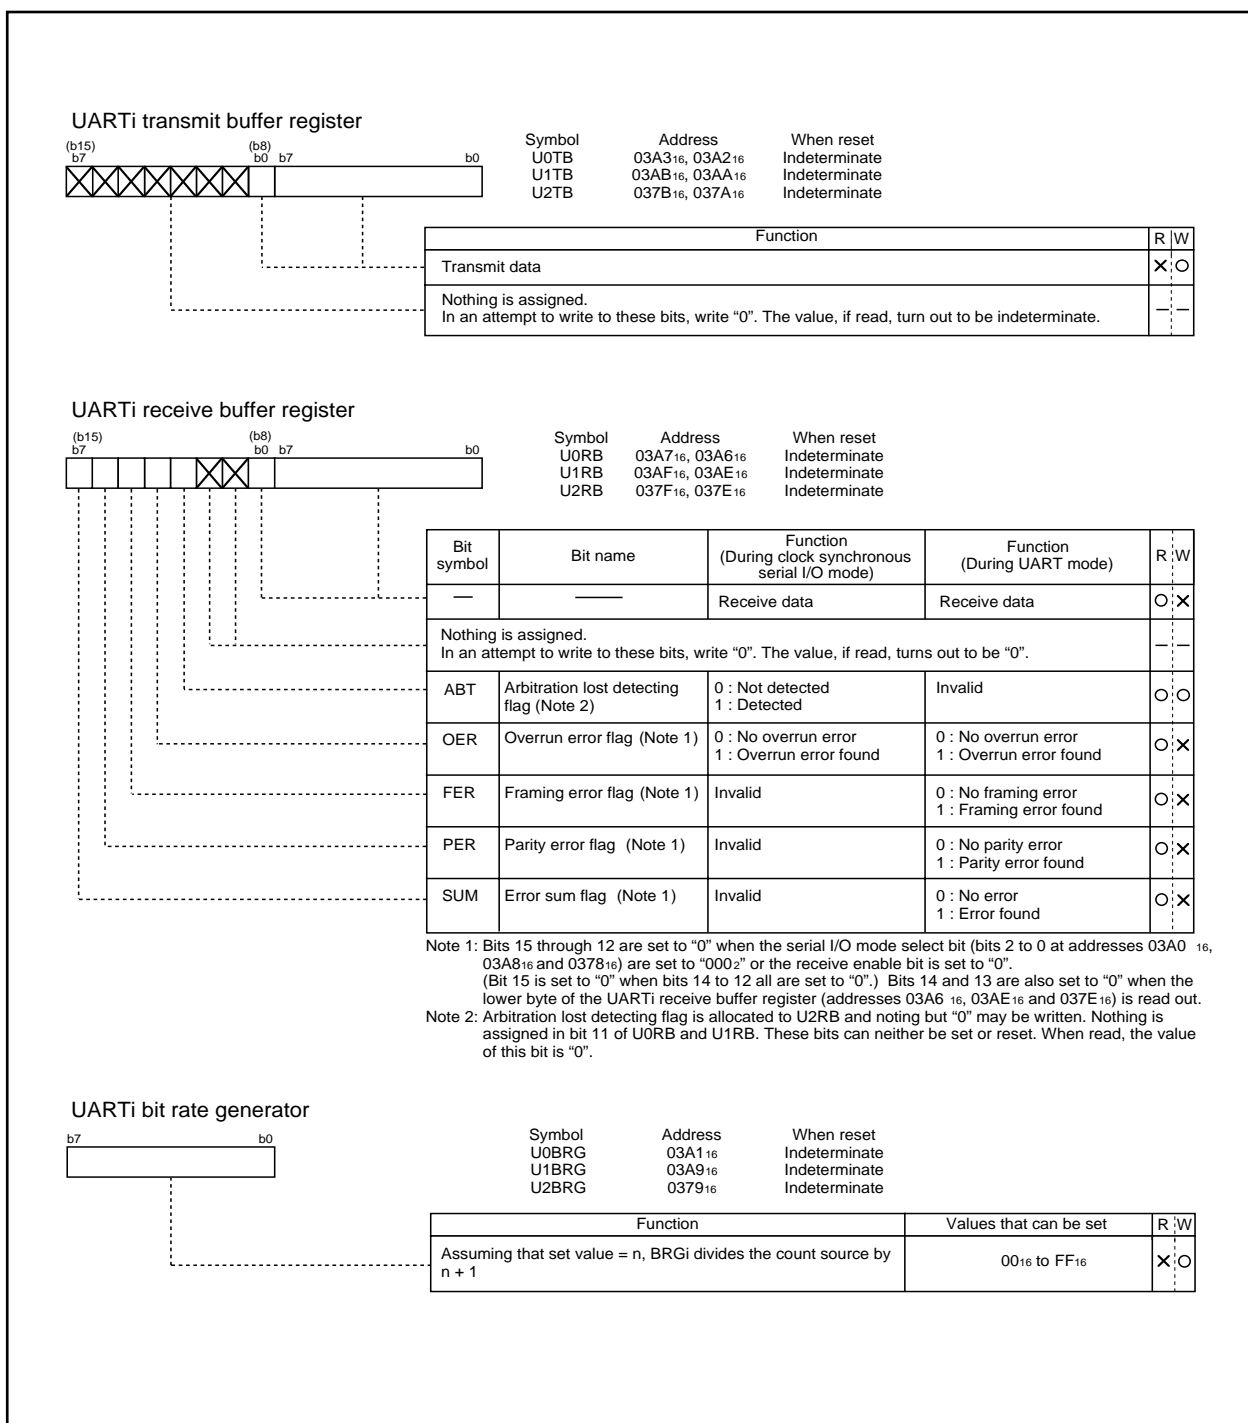 UARTi transmit buffer register
(b15) (b8)
b7 b0 b7 b0
Symbol Address When reset
U0TB 03A316, 03A216 Indeterminate
U1TB 03AB16, 03AA16 Indeterminate
U2TB 037B16, 037A16 Indeterminate
Function R W
Transmit data
Nothing is assigned.
In an attempt to write to these bits, write “0”. The value, if read, turn out to be indeterminate.
UARTi receive buffer register
(b15) (b8)
b7 b0 b7 b0
Symbol Address When reset
U0RB 03A716, 03A616 Indeterminate
U1RB 03AF16, 03AE16 Indeterminate
U2RB 037F16, 037E16 Indeterminate
Bit symbol Bit name Function (During clock synchronous serial I/O mode) Function (During UART mode) R W
Receive data Receive data
Nothing is assigned.
In an attempt to write to these bits, write “0”. The value, if read, turns out to be “0”.
ABT Arbitration lost detecting 0 : Not detected Invalid
flag (Note 2) 1 : Detected
OER Overrun error flag (Note 1) 0 : No overrun error 0 : No overrun error
1 : Overrun error found 1 : Overrun error found
FER Framing error flag (Note 1) Invalid 0 : No framing error
1 : Framing error found
PER Parity error flag (Note 1) Invalid 0 : No parity error
1 : Parity error found
SUM Error sum flag (Note 1) Invalid 0 : No error
1 : Error found
Note 1: Bits 15 through 12 are set to “0” when the serial I/O mode select bit (bits 2 to 0 at addresses 03A0 16,
03A816 and 037816) are set to “0002” or the receive enable bit is set to “0”.
(Bit 15 is set to “0” when bits 14 to 12 all are set to “0”.) Bits 14 and 13 are also set to “0” when the
lower byte of the UARTi receive buffer register (addresses 03A6 16, 03AE16 and 037E16) is read out.
Note 2: Arbitration lost detecting flag is allocated to U2RB and noting but “0” may be written. Nothing is
assigned in bit 11 of U0RB and U1RB. These bits can neither be set or reset. When read, the value
of this bit is “0”.
UARTi bit rate generator
b7 b0
Symbol Address When reset
U0BRG 03A116 Indeterminate
U1BRG 03A916 Indeterminate
U2BRG 037916 Indeterminate
Function Values that can be set R W
Assuming that set value = n, BRGi divides the count source by 0016 to FF16
n + 1